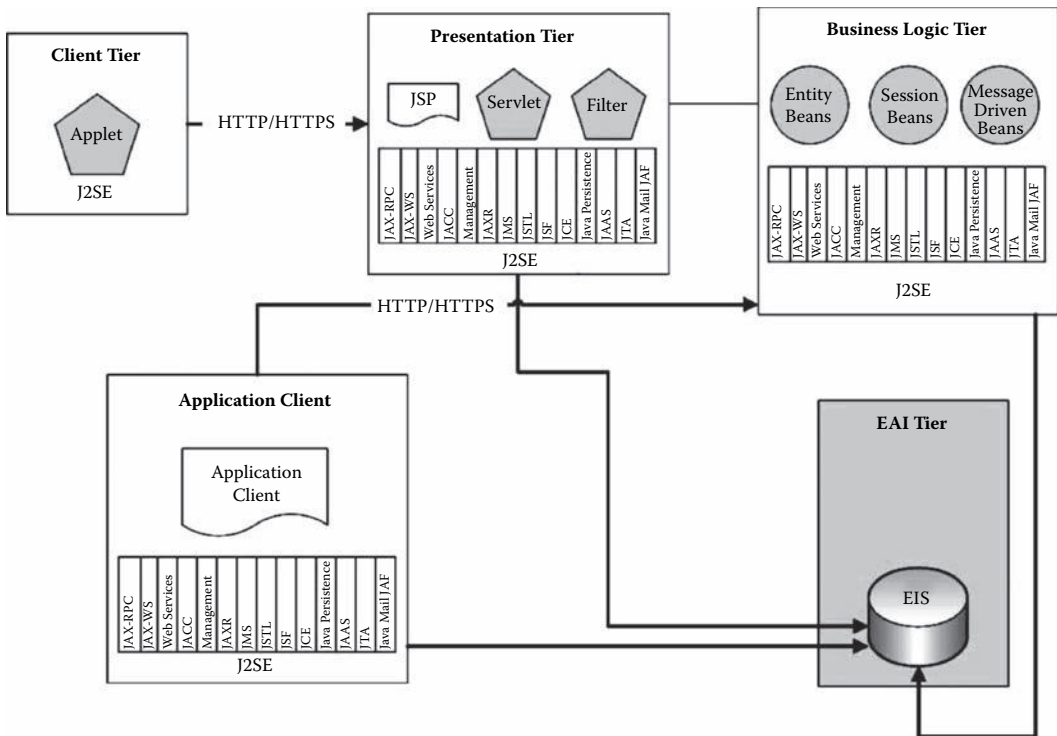 Client Tier
Applet
J2SE
HTTP/HTTPS
Presentation Tier
JSP
Servlet
Filter
JAX-RPC
JAX-WS
Web Services
JACC
Management
JAXR
JMS
JSTL
JSF
JCE
Java Persistence
JAAS
JTA
Java Mail JAF
J2SE
Business Logic Tier
Entity
Beans
Session
Beans
Message
Driven
Beans
JAX-RPC
JAX-WS
Web Services
JACC
Management
JAXR
JMS
JSTL
JSF
JCE
Java Persistence
JAAS
JTA
Java Mail JAF
J2SE
HTTP/HTTPS
Application Client
Application
Client
JAX-RPC
JAX-WS
Web Services
JACC
Management
JAXR
JMS
JSTL
JSF
JCE
Java Persistence
JAAS
JTA
Java Mail JAF
J2SE
EAI Tier
EIS